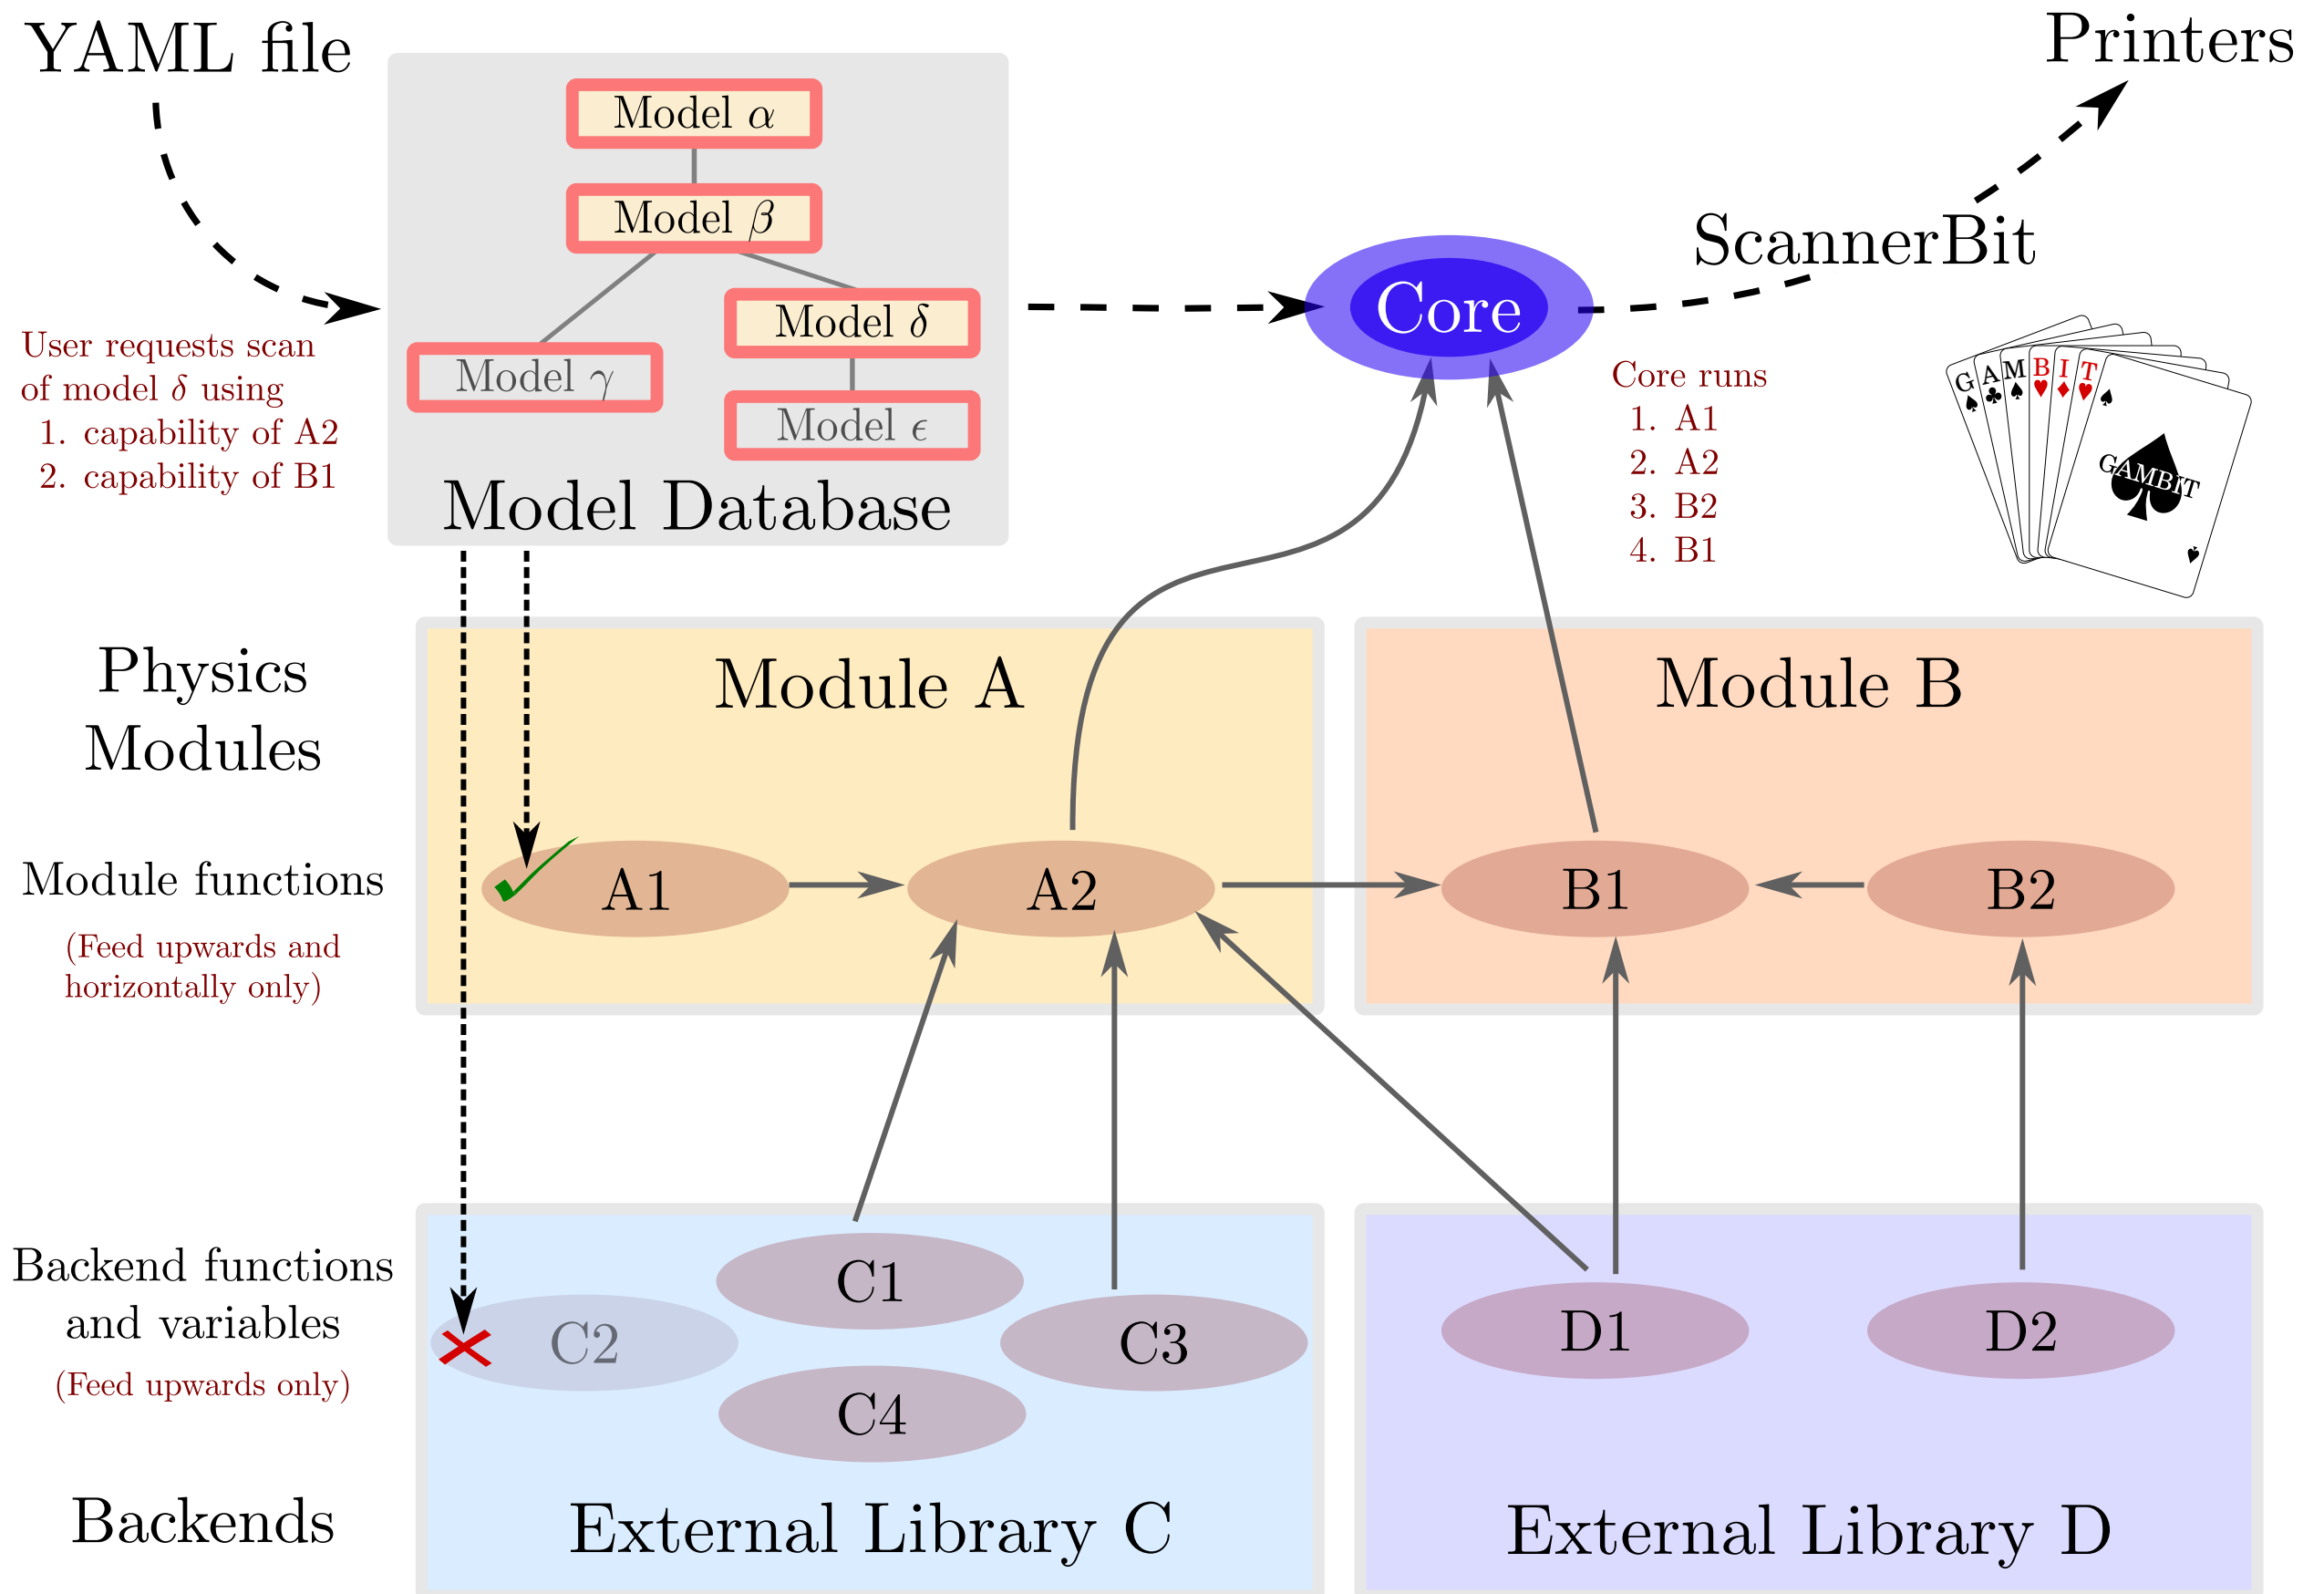 YAML file
Printers
Model α
Model β
Model δ
Model γ
Model ϵ
Model Database
ScannerBit
Core
User requests scan
of model δ using
1. capability of A2
2. capability of B1
Core runs
1. A1
2. A2
3. B2
4. B1
G A M B I T
GAMBIT
Physics
Modules
Module A
Module B
Module functions
(Feed upwards and
horizontally only)
A1
A2
B1
B2
Backend functions
and variables
(Feed upwards only)
C1
C2
C3
C4
D1
D2
Backends
External Library C
External Library D